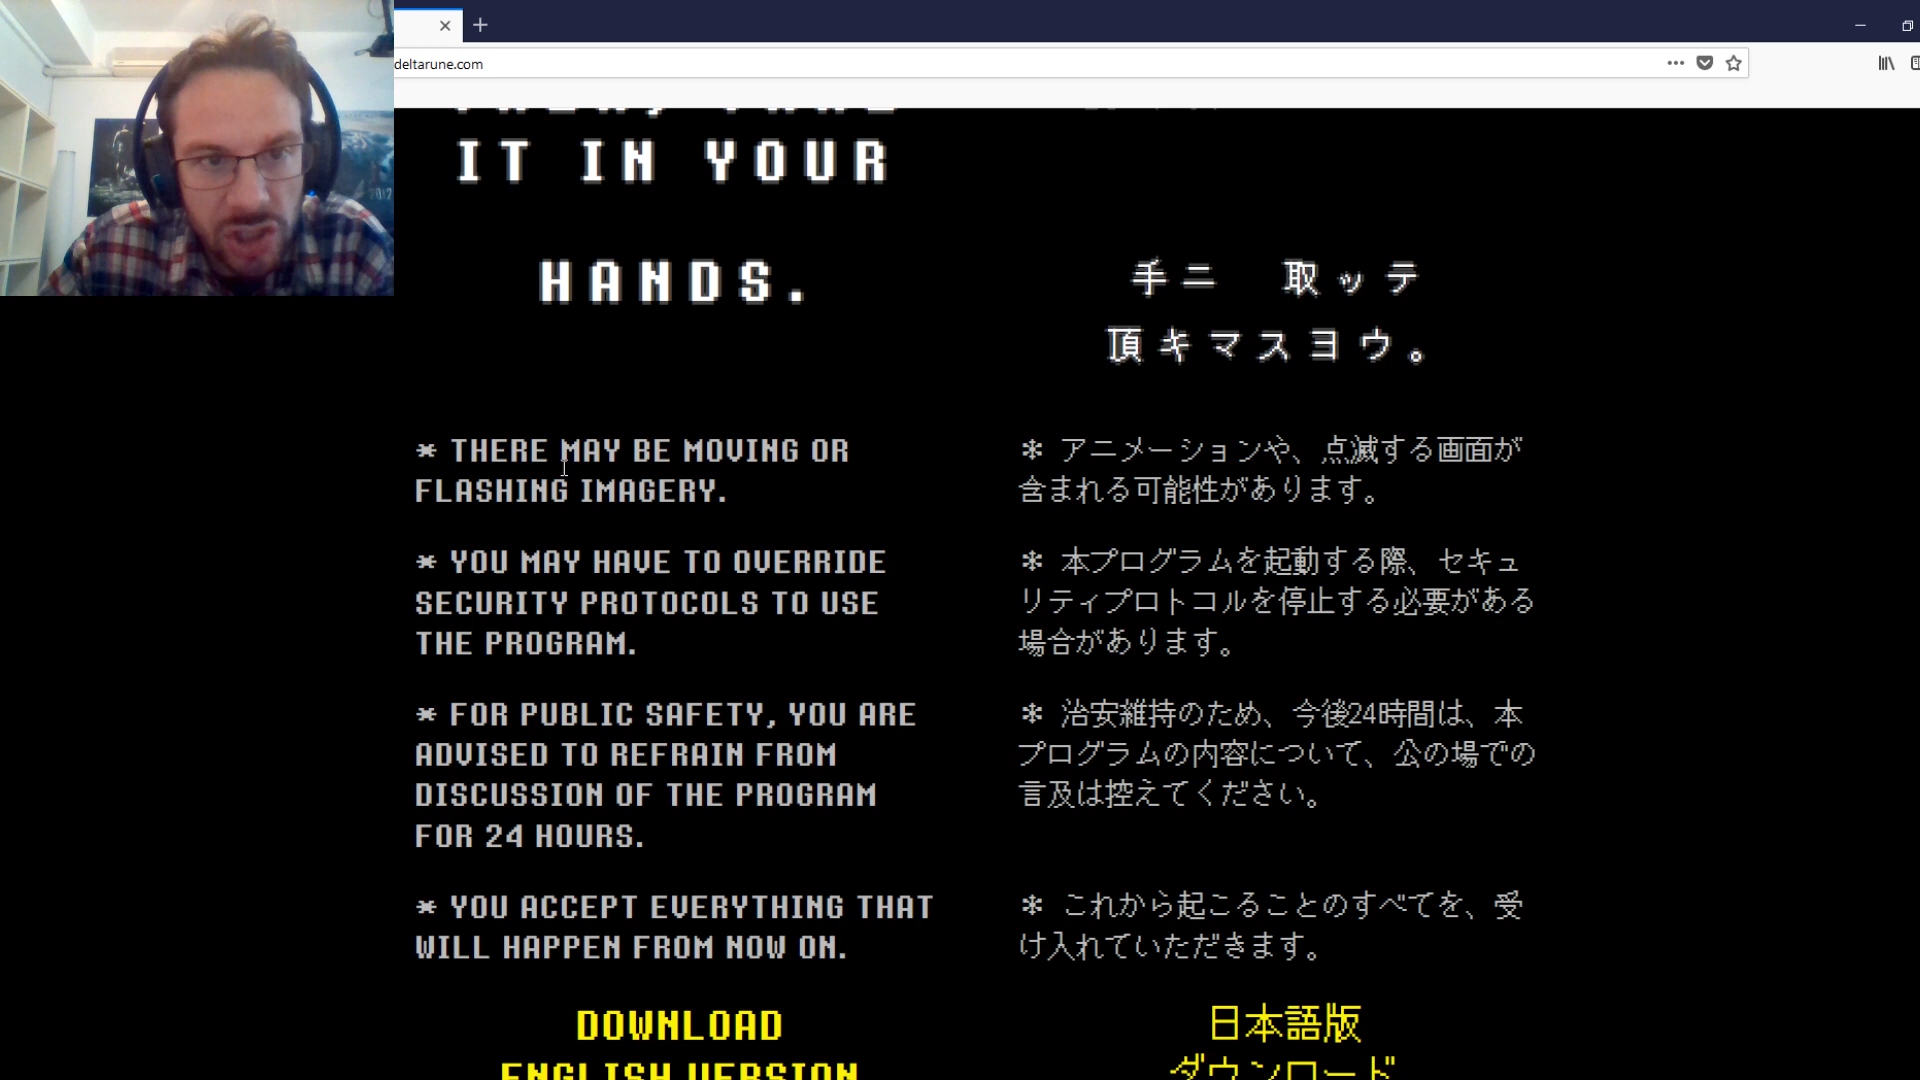 deltarune.com
IT IN YOUR
HANDS.
* THERE MAY BE MOVING OR
FLASHING IMAGERY.
* YOU MAY HAVE TO OVERRIDE
SECURITY PROTOCOLS TO USE
THE PROGRAM.
* FOR PUBLIC SAFETY, YOU ARE
ADVISED TO REFRAIN FROM
DISCUSSION OF THE PROGRAM
FOR 24 HOURS.
* YOU ACCEPT EVERYTHING THAT
WILL HAPPEN FROM NOW ON.
DOWNLOAD
ENGLISH VERSION
手ニ 取ッテ
頂キマスヨウ。
* アニメーションや、点滅する画面が
含まれる可能性があります。
* 本プログラムを起動する際、セキュ
リティプロトコルを停止する必要がある
場合があります。
* 治安維持のため、今後24時間は、本
プログラムの内容について、公の場での
言及は控えてください。
* これから起こることのすべてを、受
け入れていただきます。
日本語版
ダウンロード